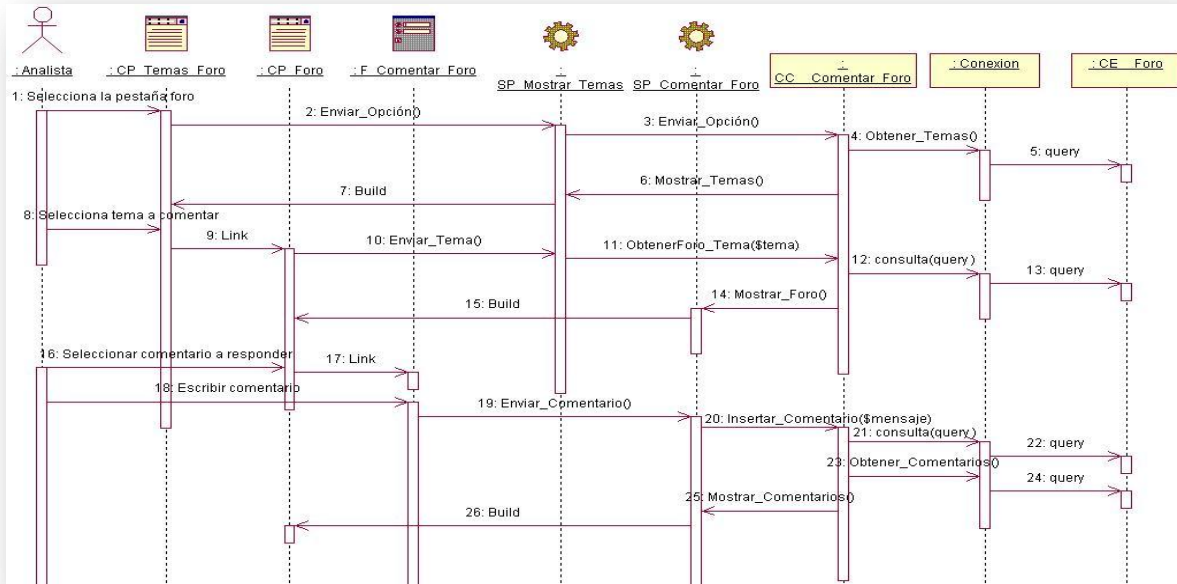 : Analista
: CP_Temas_Foro
: CP_Foro
: F_Comentar_Foro
:
SP_Mostrar_Temas
:
SP_Comentar_Foro
:
CC__Comentar_Foro
: Conexion
: CE__Foro
1: Selecciona la pestaña foro
2: Enviar_Opción()
3: Enviar_Opción()
4: Obtener_Temas()
5: query
6: Mostrar_Temas()
7: Build
8: Selecciona tema a comentar
9: Link
10: Enviar_Tema()
11: ObtenerForo_Tema($tema)
12: consulta(query)
13: query
14: Mostrar_Foro()
15: Build
16: Seleccionar comentario a responder
17: Link
18: Escribir comentario
19: Enviar_Comentario()
20: Insertar_Comentario($mensaje)
21: consulta(query)
22: query
23: Obtener_Comentarios()
24: query
25: Mostrar_Comentarios()
26: Build